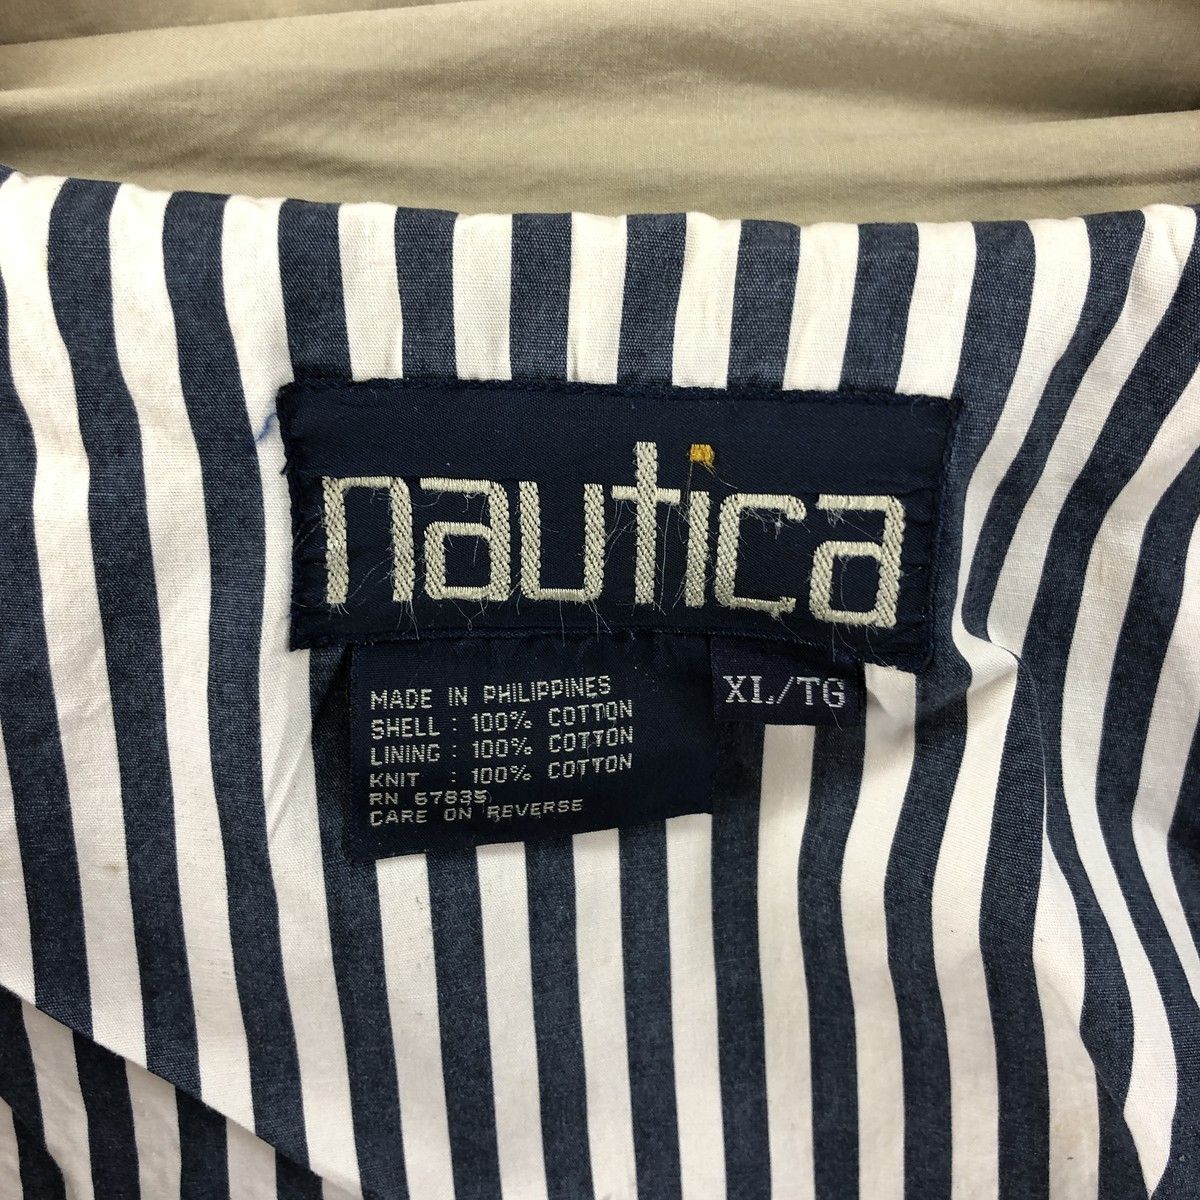 nautica
XL/TG
MADE IN PHILIPPINES
SHELL : 100% COTTON
LINING : 100% COTTON
KNIT : 100% COTTON
RN 67835
CARE ON REVERSE